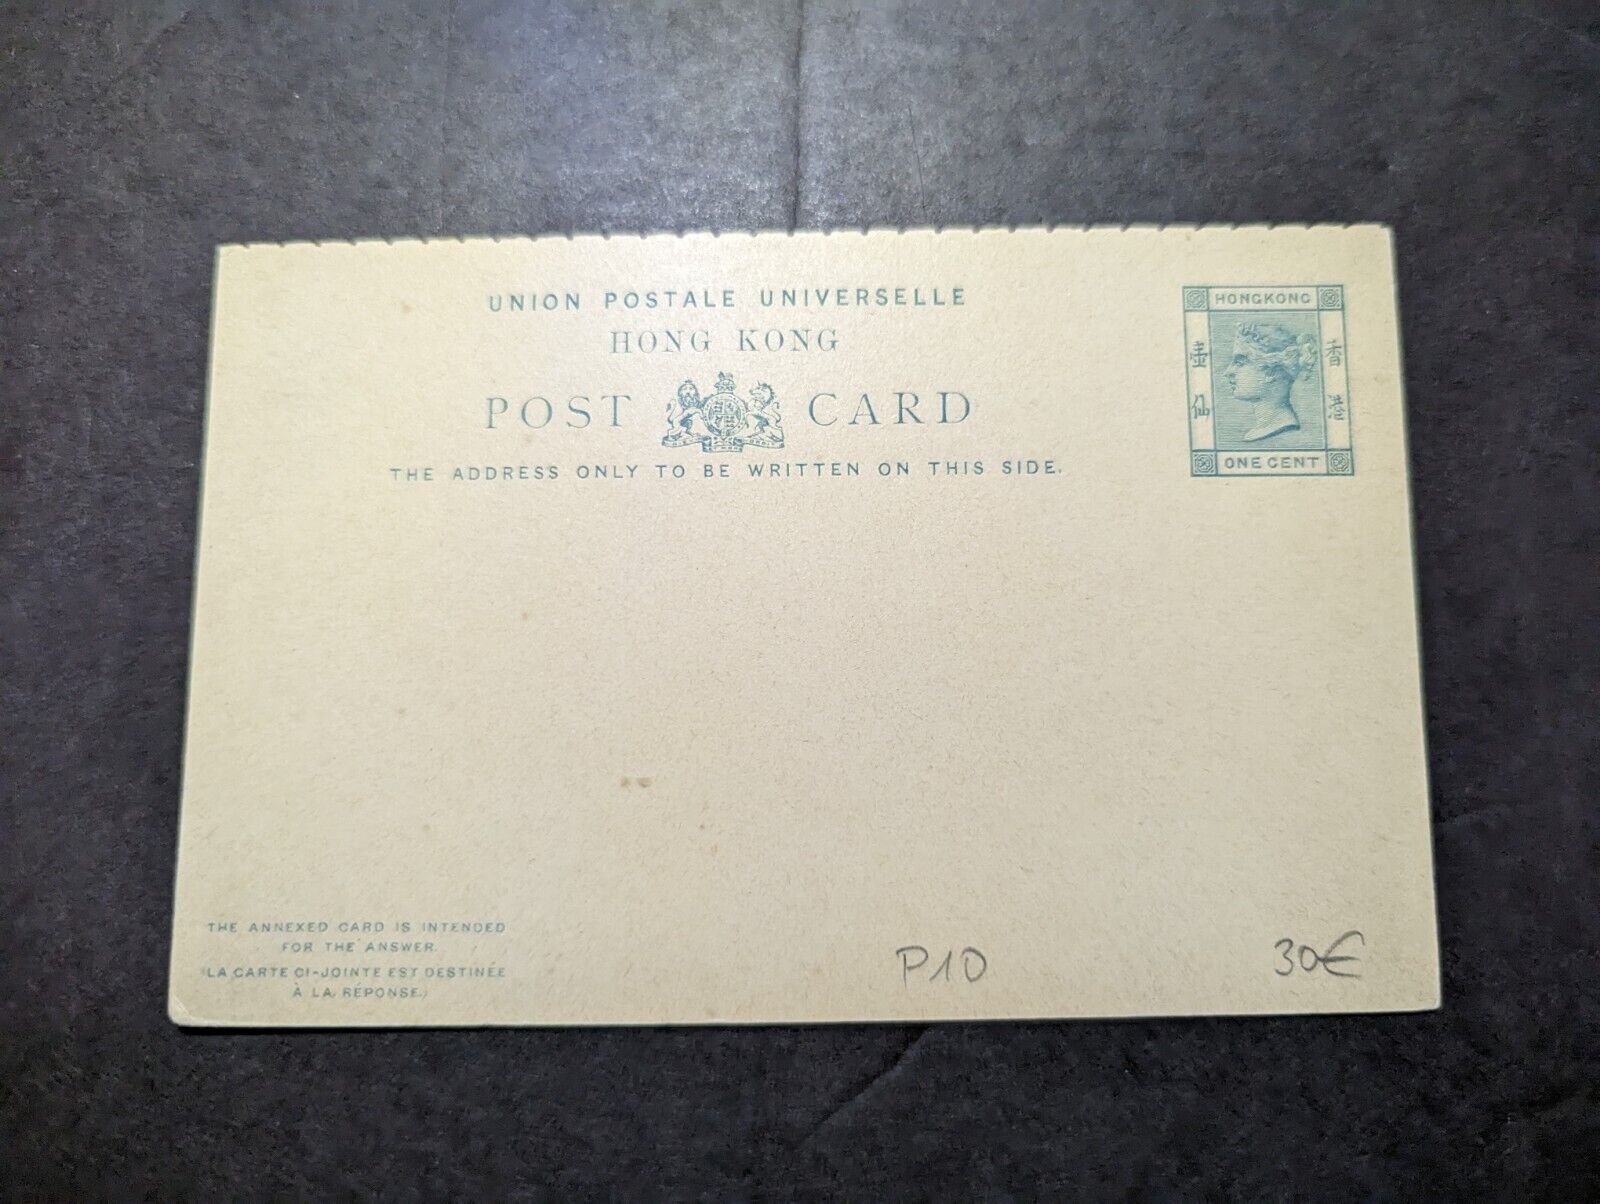 UNION POSTALE UNIVERSELLE
HONG KONG
POST CARD
THE ADDRESS ONLY TO BE WRITTEN ON THIS SIDE.
HONGKONG
壹仙
香港
ONE CENT
THE ANNEXED CARD IS INTENDED
FOR THE ANSWER.
(LA CARTE CI-JOINTE EST DESTINÉE
À LA RÉPONSE.)
P10
30€